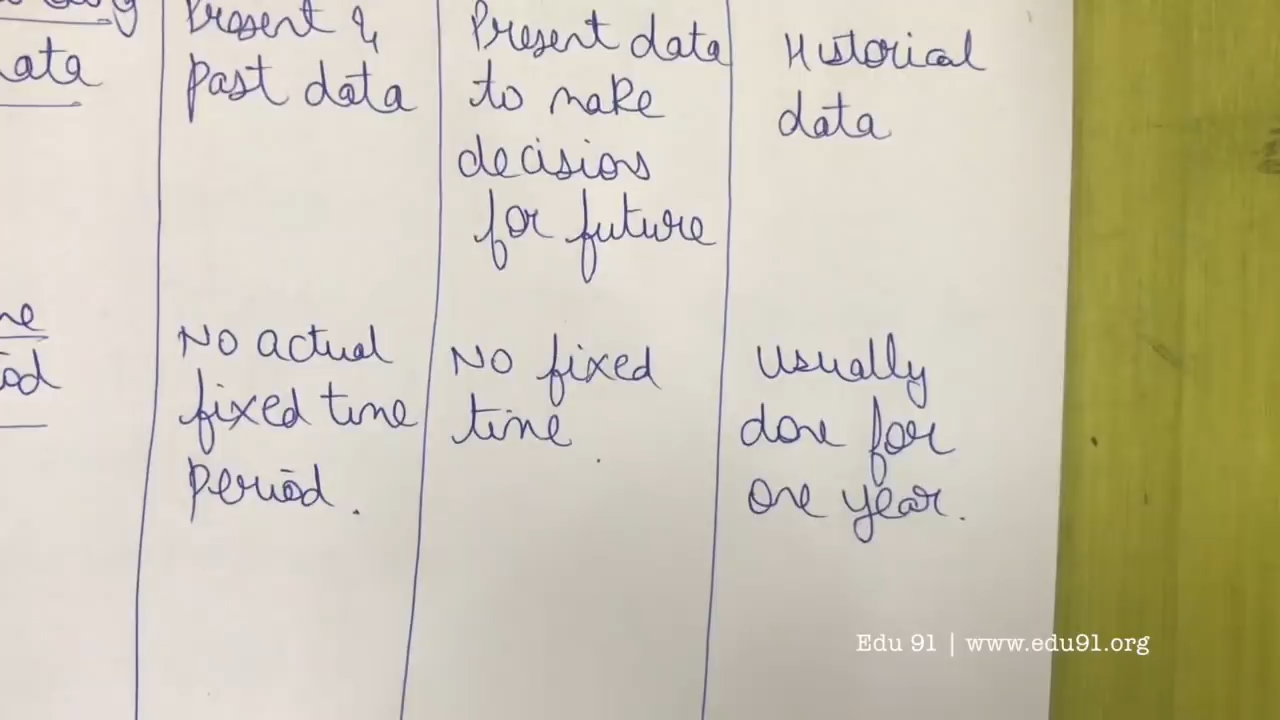 Present &
past data
Present data
to make
decisions
for future
Historical
data
ata
No actual
fixed time
period.
No fixed
time
Usually
done for
one year.
Edu 91 | www.edu91.org